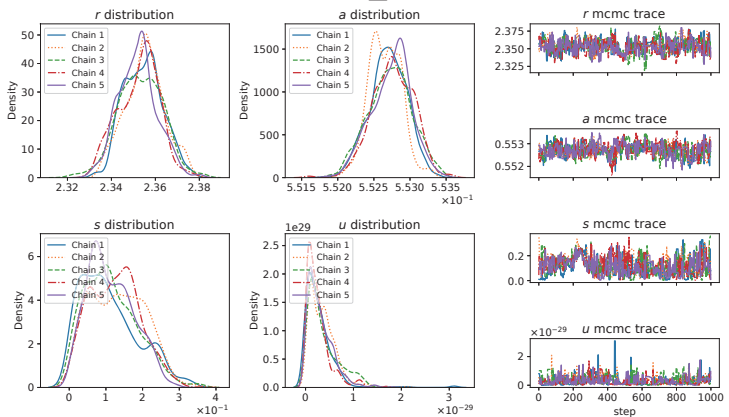 r distribution
Density
50
40
30
20
10
0
2.32 2.34 2.36 2.38
Chain 1
Chain 2
Chain 3
Chain 4
Chain 5
a distribution
Density
1500
1000
500
0
5.515 5.520 5.525 5.530 5.535
×10⁻¹
Chain 1
Chain 2
Chain 3
Chain 4
Chain 5
r mcmc trace
2.375
2.350
2.325
a mcmc trace
0.553
0.552
s distribution
Density
6
4
2
0
0 1 2 3 4
×10⁻¹
Chain 1
Chain 2
Chain 3
Chain 4
Chain 5
u distribution
1e29
Density
2.5
2.0
1.5
1.0
0.5
0.0
0 1 2 3
×10⁻²⁹
Chain 1
Chain 2
Chain 3
Chain 4
Chain 5
s mcmc trace
0.2
0.0
u mcmc trace
×10⁻²⁹
2
0
0 200 400 600 800 1000
step